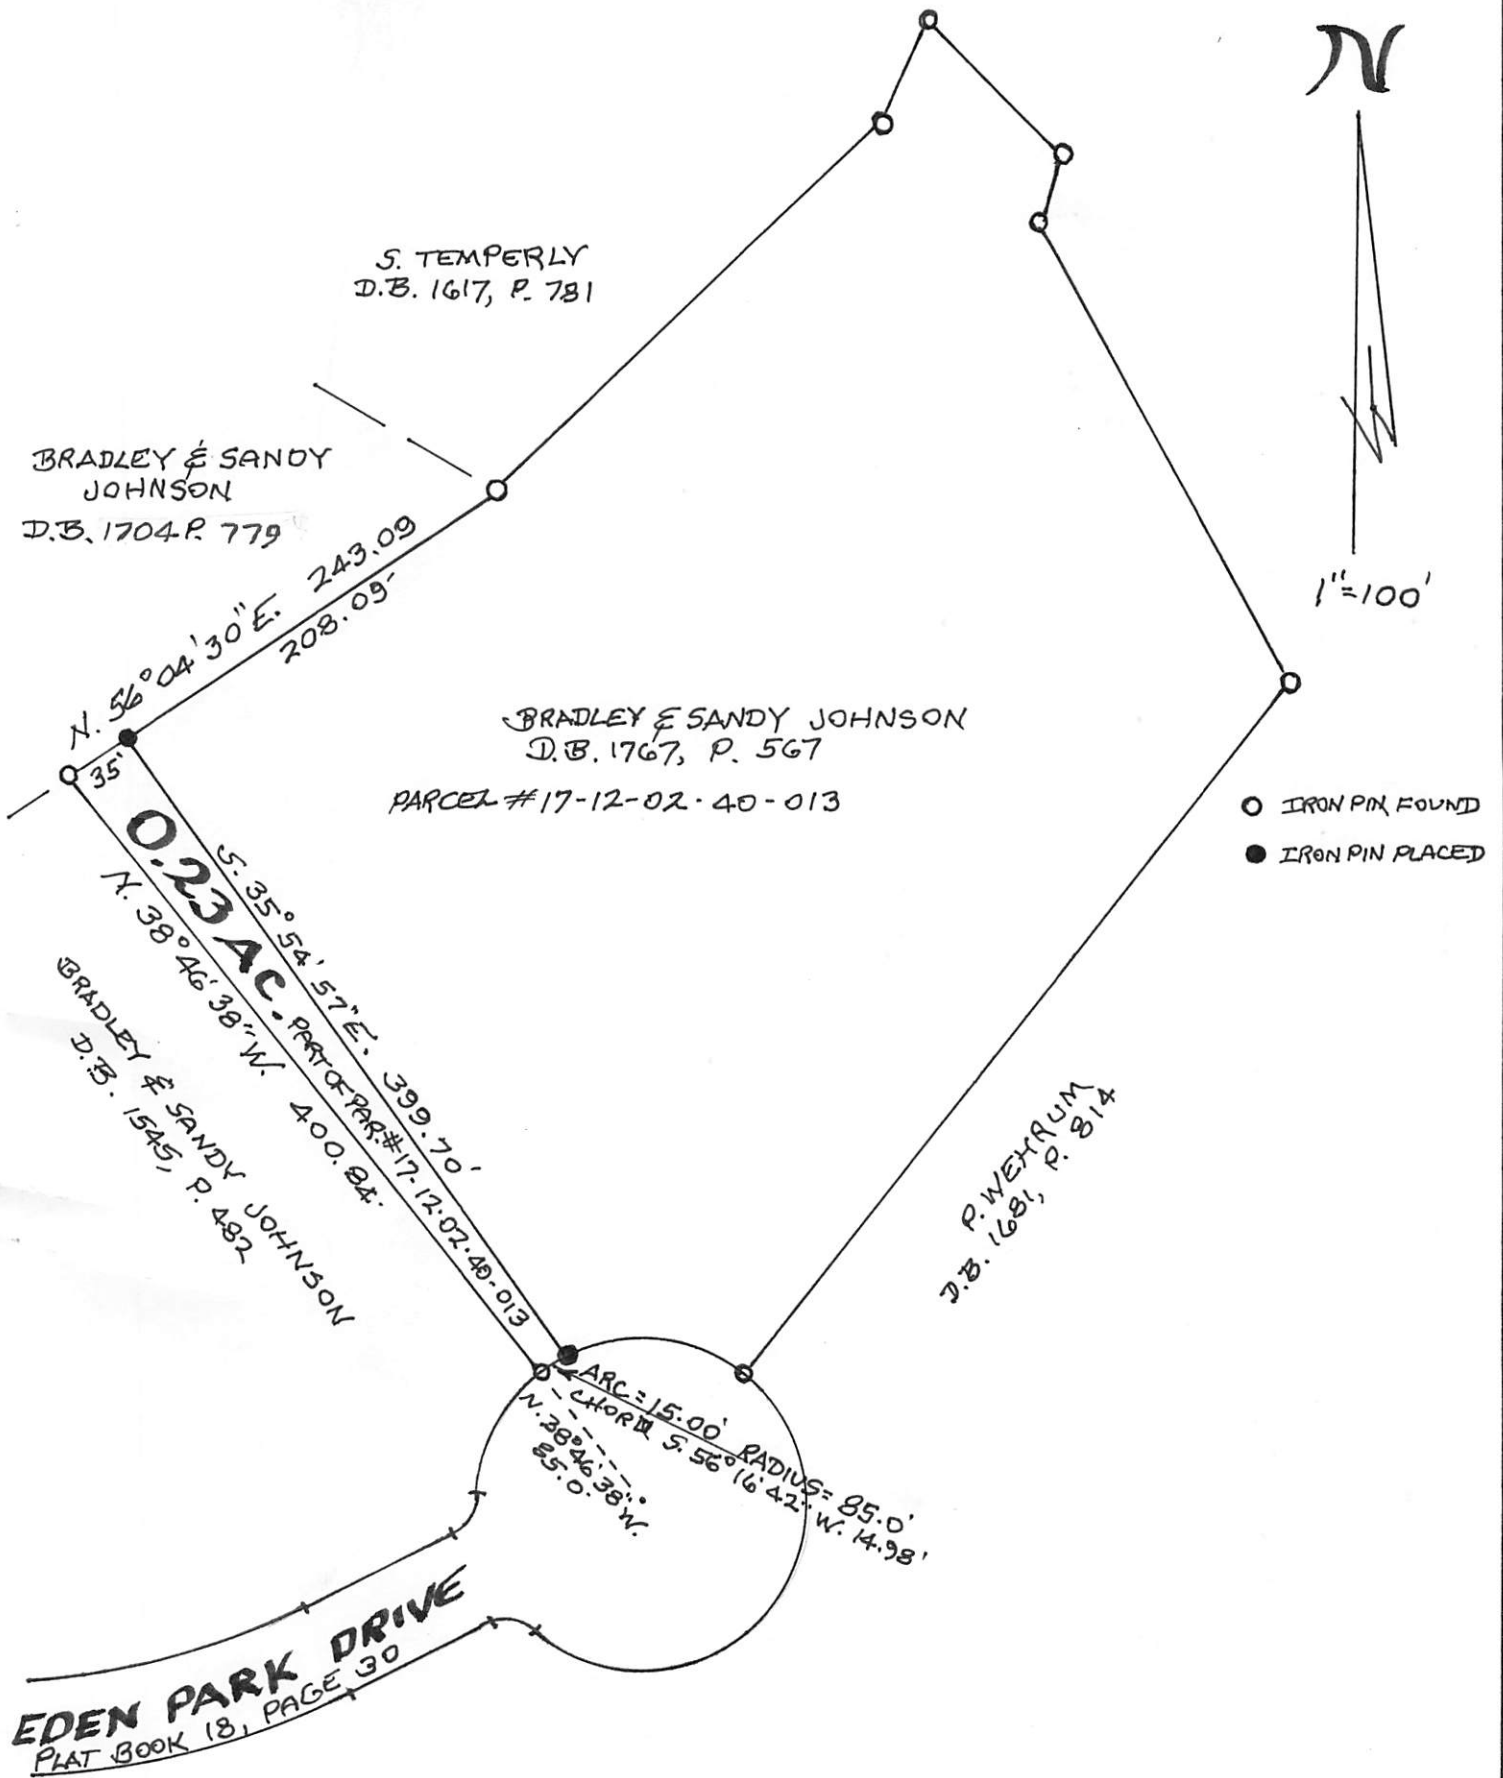 N
S. TEMPERLY
D.B. 1617, P. 781
BRADLEY & SANDY
JOHNSON
D.B. 1704 P. 779
N. 56° 04' 30" E. 243.09
208.09'
1"=100'
35'
BRADLEY & SANDY JOHNSON
D.B. 1767, P. 567
PARCEL # 17-12-02-40-013
IRON PIN FOUND
IRON PIN PLACED
0.23 AC. PART OF PAR.# 17-12-02-40-013
S. 35° 54' 57" E. 399.70'
N. 38° 46' 38" W. 400.84'
BRADLEY & SANDY JOHNSON
D.B. 1545, P. 482
P. WEHRUM
D.B. 1681, P. 814
ARC = 15.00' RADIUS = 85.0'
CHORD S. 56° 16' 42" W. 14.98'
N. 38° 46' 38" W.
85.0'
EDEN PARK DRIVE
PLAT BOOK 18, PAGE 30